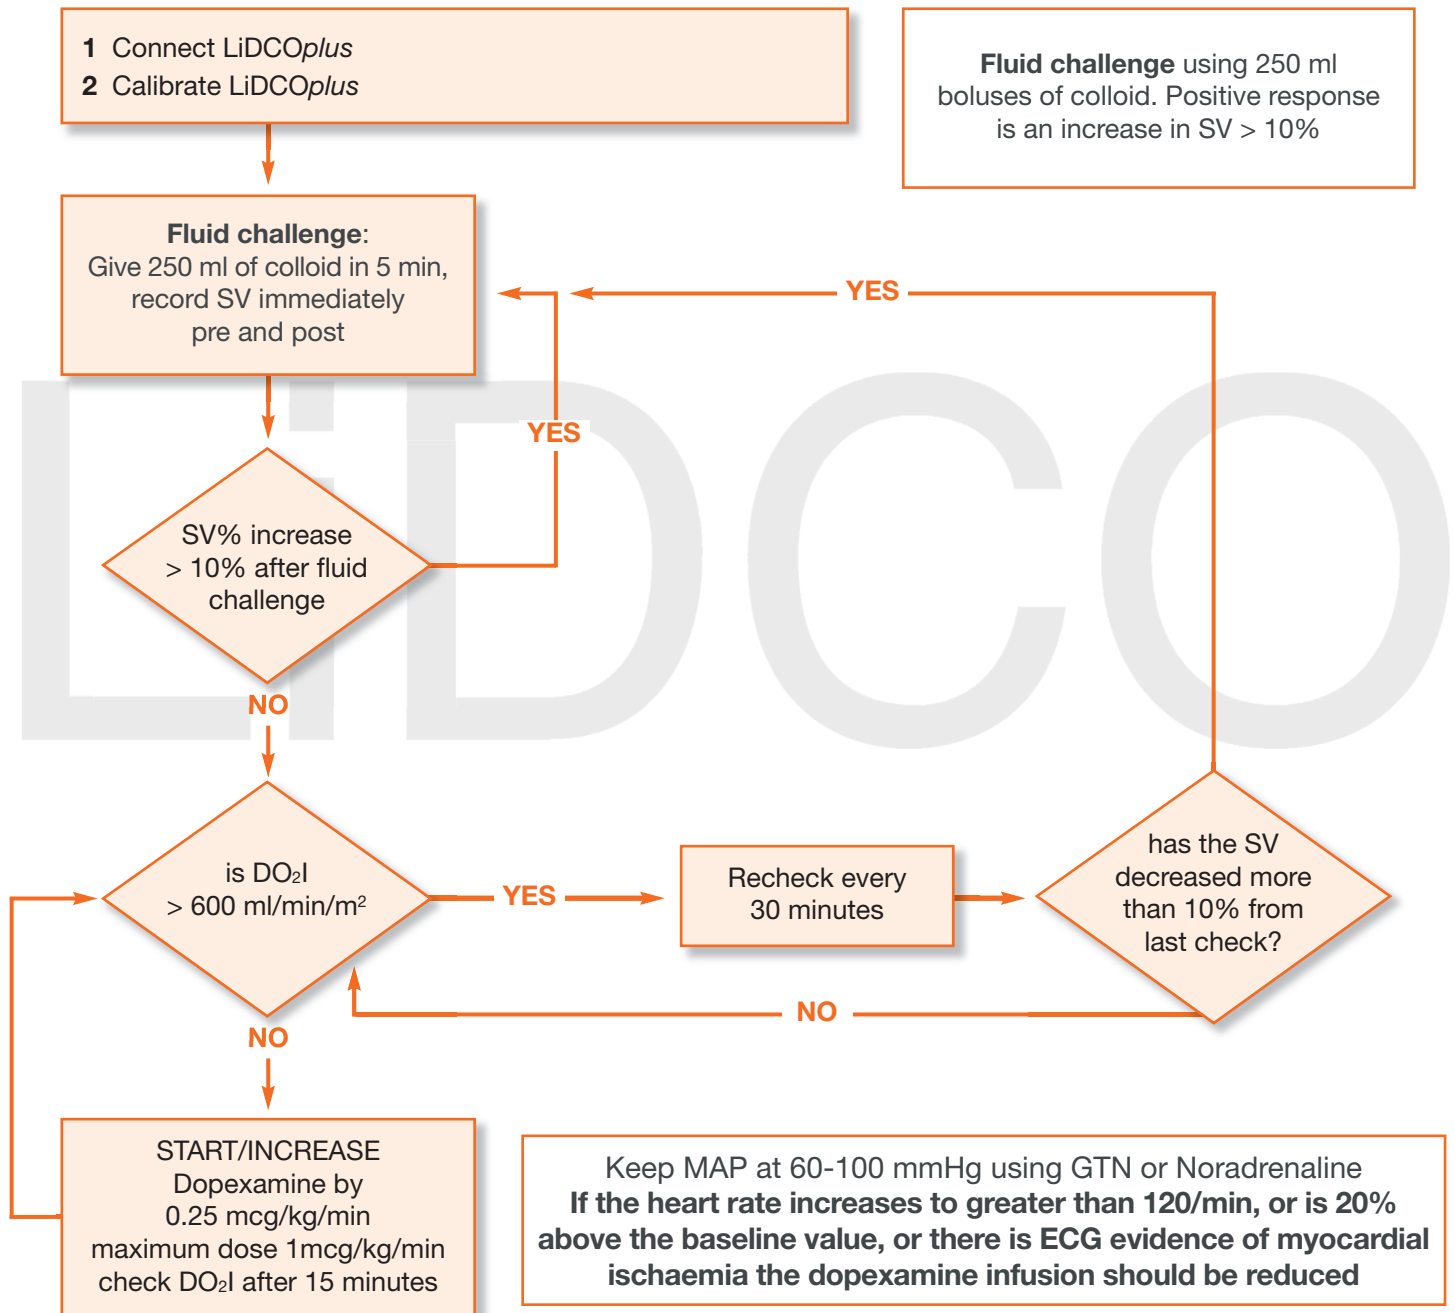 1 Connect LiDCOplus
2 Calibrate LiDCOplus
Fluid challenge using 250 ml
boluses of colloid. Positive response
is an increase in SV > 10%
Fluid challenge:
Give 250 ml of colloid in 5 min,
record SV immediately
pre and post
YES
YES
LiDCO
SV% increase
> 10% after fluid
challenge
NO
is DO₂I
> 600 ml/min/m²
YES
Recheck every
30 minutes
has the SV
decreased more
than 10% from
last check?
NO
NO
START/INCREASE
Dopexamine by
0.25 mcg/kg/min
maximum dose 1mcg/kg/min
check DO₂I after 15 minutes
Keep MAP at 60-100 mmHg using GTN or Noradrenaline
If the heart rate increases to greater than 120/min, or is 20%
above the baseline value, or there is ECG evidence of myocardial
ischaemia the dopexamine infusion should be reduced